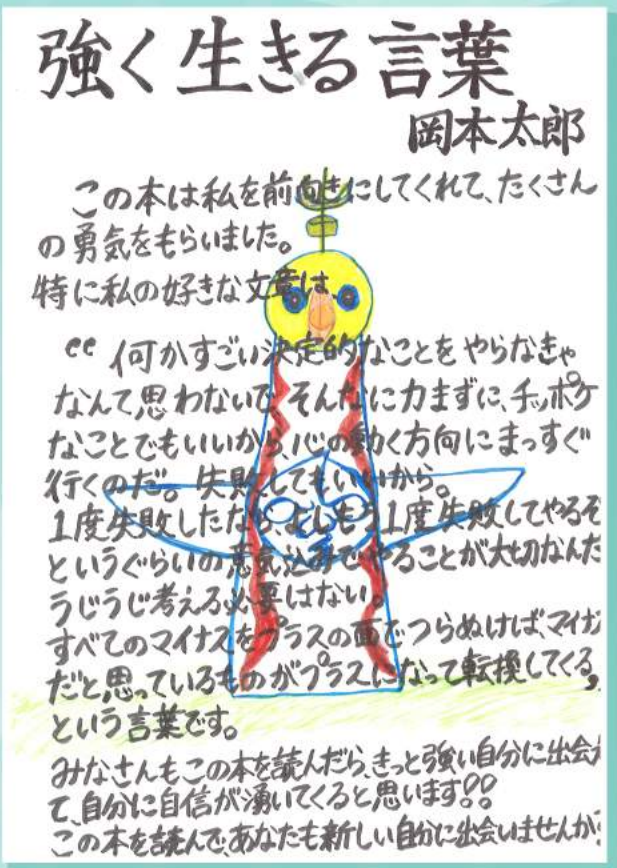 強く生きる言葉
岡本太郎
この本は私を前向きにしてくれて、たくさん
の勇気をもらいました。
特に私の好きな文章は、
“ 何かすごい決定的なことをやらなきゃ
なんて思わないで、そんなに力まずに、チッポケ
なことでもいいから、心の動く方向にまっすぐ
行くのだ。失敗してもいいから。
1度失敗したなら、よしもう1度失敗してやるぞ
というぐらいの意気込みでやることが大切なんだ
うじうじ考える必要はない。
すべてのマイナスをプラスの面でつらぬけば、マイナ
だと思っているものがプラスになって転換してくる„
という言葉です。
みなさんもこの本を読んだら、きっと強い自分に出会え
て、自分に自信が湧いてくると思います!!
この本を読んで、あなたも新しい自分に出会いませんか